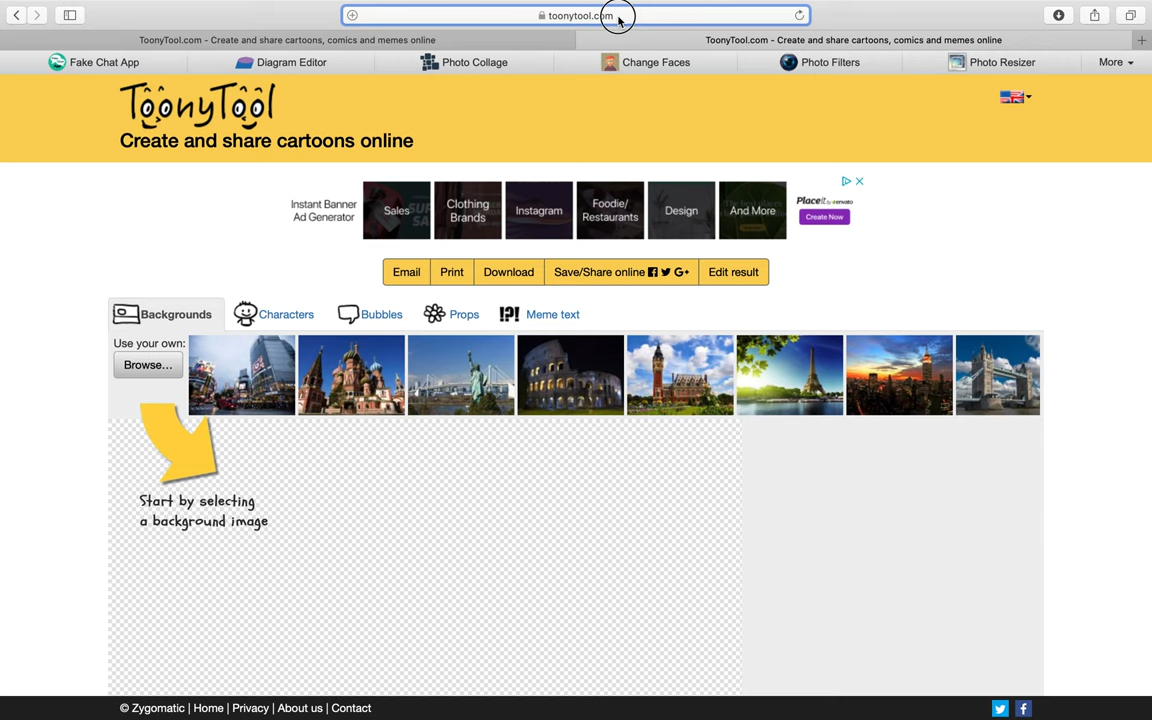 toonytool.com
ToonyTool.com - Create and share cartoons, comics and memes online
ToonyTool.com - Create and share cartoons, comics and memes online
Fake Chat App
Diagram Editor
Photo Collage
Change Faces
Photo Filters
Photo Resizer
More
ToonyTool
Create and share cartoons online
Instant Banner
Ad Generator
Sales
Clothing
Brands
Instagram
Foodie/
Restaurants
Design
And More
Placeit by envato
Create Now
Email
Print
Download
Save/Share online
Edit result
Backgrounds
Characters
Bubbles
Props
!?! Meme text
Use your own:
Browse...
Start by selecting
a background image
© Zygomatic | Home | Privacy | About us | Contact